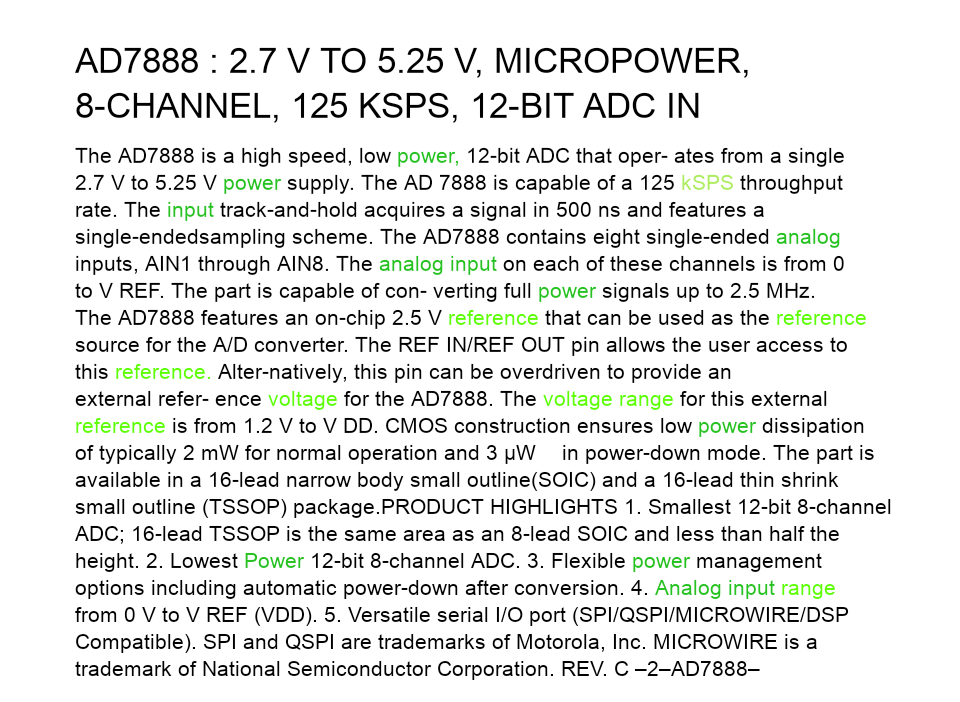 AD7888 : 2.7 V TO 5.25 V, MICROPOWER,
8-CHANNEL, 125 KSPS, 12-BIT ADC IN
The AD7888 is a high speed, low power, 12-bit ADC that oper- ates from a single
2.7 V to 5.25 V power supply. The AD 7888 is capable of a 125 kSPS throughput
rate. The input track-and-hold acquires a signal in 500 ns and features a
single-endedsampling scheme. The AD7888 contains eight single-ended analog
inputs, AIN1 through AIN8. The analog input on each of these channels is from 0
to V REF. The part is capable of con- verting full power signals up to 2.5 MHz.
The AD7888 features an on-chip 2.5 V reference that can be used as the reference
source for the A/D converter. The REF IN/REF OUT pin allows the user access to
this reference. Alter-natively, this pin can be overdriven to provide an
external refer- ence voltage for the AD7888. The voltage range for this external
reference is from 1.2 V to V DD. CMOS construction ensures low power dissipation
of typically 2 mW for normal operation and 3 µW in power-down mode. The part is
available in a 16-lead narrow body small outline(SOIC) and a 16-lead thin shrink
small outline (TSSOP) package.PRODUCT HIGHLIGHTS 1. Smallest 12-bit 8-channel
ADC; 16-lead TSSOP is the same area as an 8-lead SOIC and less than half the
height. 2. Lowest Power 12-bit 8-channel ADC. 3. Flexible power management
options including automatic power-down after conversion. 4. Analog input range
from 0 V to V REF (VDD). 5. Versatile serial I/O port (SPI/QSPI/MICROWIRE/DSP
Compatible). SPI and QSPI are trademarks of Motorola, Inc. MICROWIRE is a
trademark of National Semiconductor Corporation. REV. C –2–AD7888–